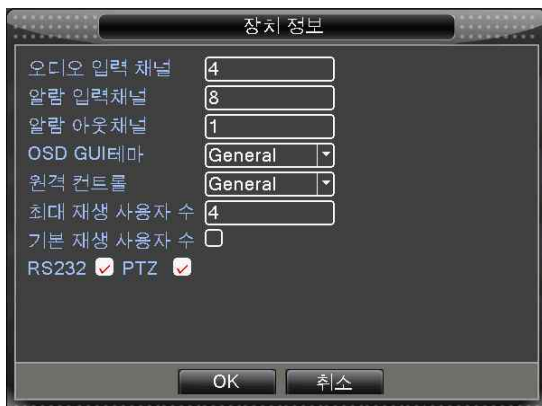 장치 정보
오디오 입력 채널 4
알람 입력채널 8
알람 아웃채널 1
OSD GUI테마 General
원격 컨트롤 General
최대 재생 사용자 수 4
기본 재생 사용자 수
RS232 PTZ
OK 취소